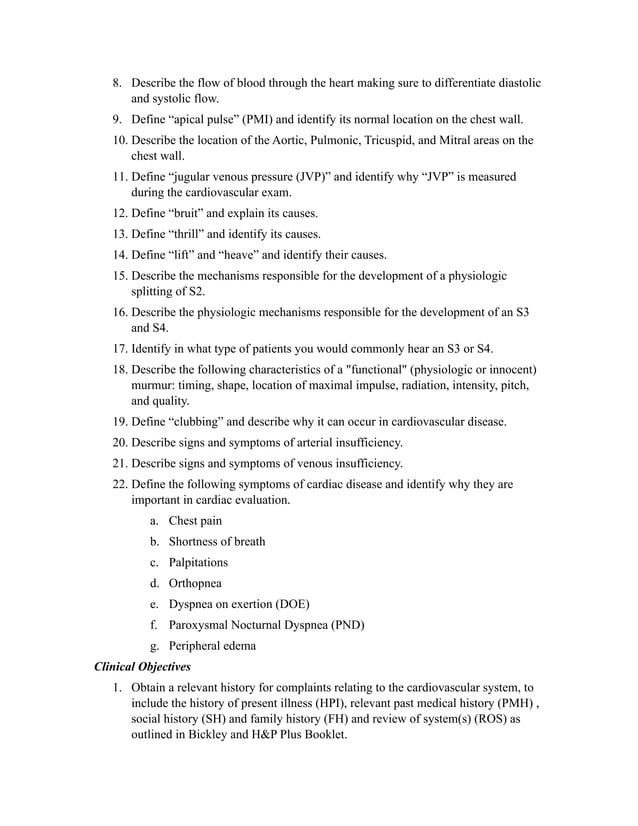 8. Describe the flow of blood through the heart making sure to differentiate diastolic
and systolic flow.
9. Define “apical pulse” (PMI) and identify its normal location on the chest wall.
10. Describe the location of the Aortic, Pulmonic, Tricuspid, and Mitral areas on the
chest wall.
11. Define “jugular venous pressure (JVP)” and identify why “JVP” is measured
during the cardiovascular exam.
12. Define “bruit” and explain its causes.
13. Define “thrill” and identify its causes.
14. Define “lift” and “heave” and identify their causes.
15. Describe the mechanisms responsible for the development of a physiologic
splitting of S2.
16. Describe the physiologic mechanisms responsible for the development of an S3
and S4.
17. Identify in what type of patients you would commonly hear an S3 or S4.
18. Describe the following characteristics of a "functional" (physiologic or innocent)
murmur: timing, shape, location of maximal impulse, radiation, intensity, pitch,
and quality.
19. Define “clubbing” and describe why it can occur in cardiovascular disease.
20. Describe signs and symptoms of arterial insufficiency.
21. Describe signs and symptoms of venous insufficiency.
22. Define the following symptoms of cardiac disease and identify why they are
important in cardiac evaluation.
a. Chest pain
b. Shortness of breath
c. Palpitations
d. Orthopnea
e. Dyspnea on exertion (DOE)
f. Paroxysmal Nocturnal Dyspnea (PND)
g. Peripheral edema
Clinical Objectives
1. Obtain a relevant history for complaints relating to the cardiovascular system, to
include the history of present illness (HPI), relevant past medical history (PMH) ,
social history (SH) and family history (FH) and review of system(s) (ROS) as
outlined in Bickley and H&P Plus Booklet.